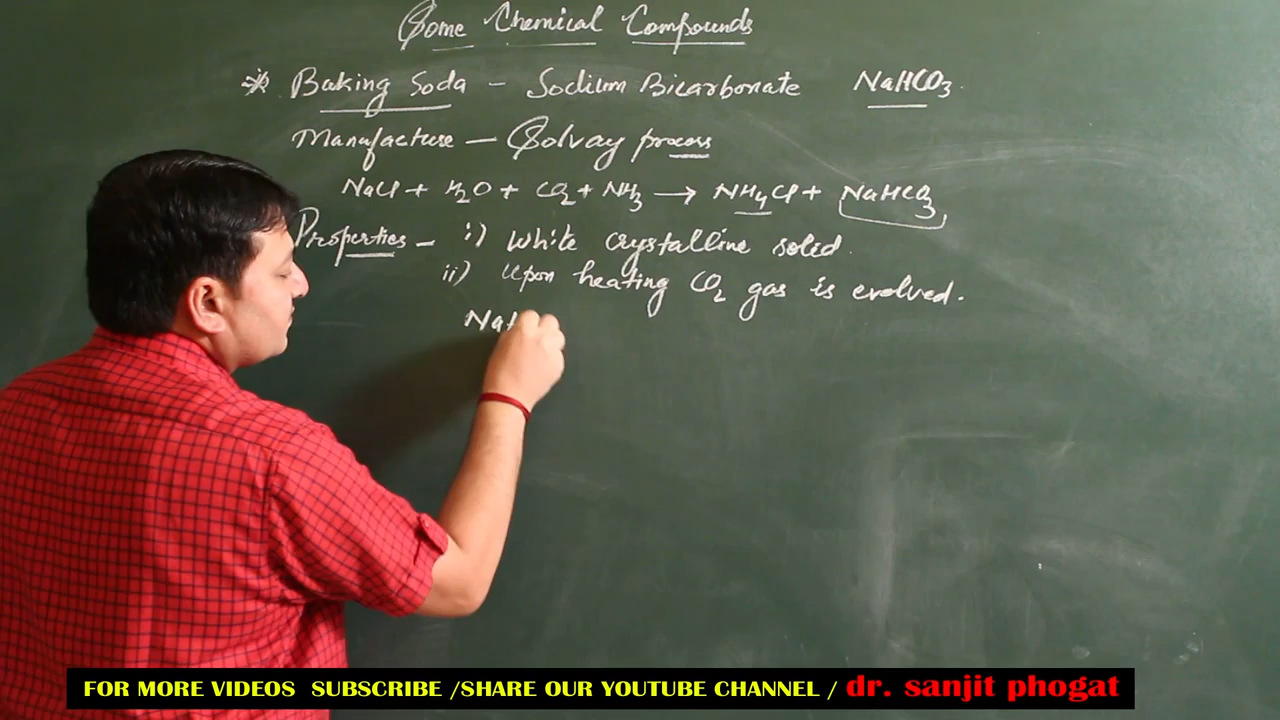 Some Chemical Compounds
* Baking Soda - Sodium Bicarbonate NaHCO3
Manufacture - Solvay process
NaCl + H2O + CO2 + NH3 → NH4Cl + NaHCO3
Properties - i) White crystalline solid.
ii) Upon heating CO2 gas is evolved.
NaH
FOR MORE VIDEOS SUBSCRIBE /SHARE OUR YOUTUBE CHANNEL / dr. sanjit phogat